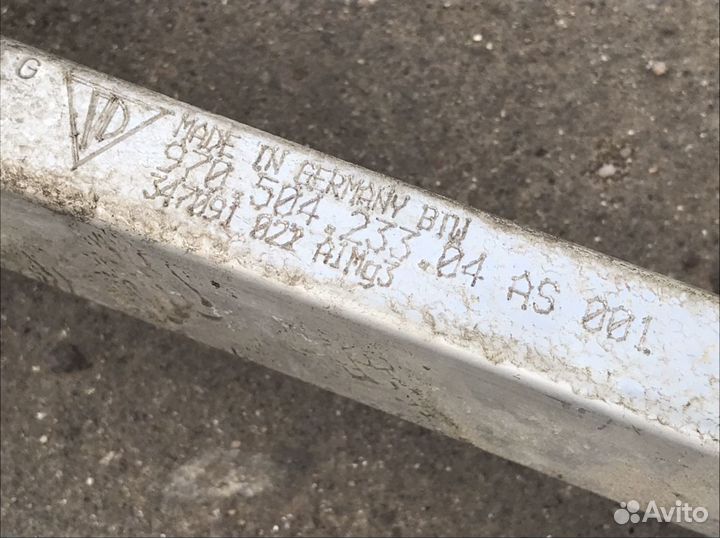 G
MADE IN GERMANY BTW
970.504.233.04 AS 001
347091 022 AlMg3
Avito